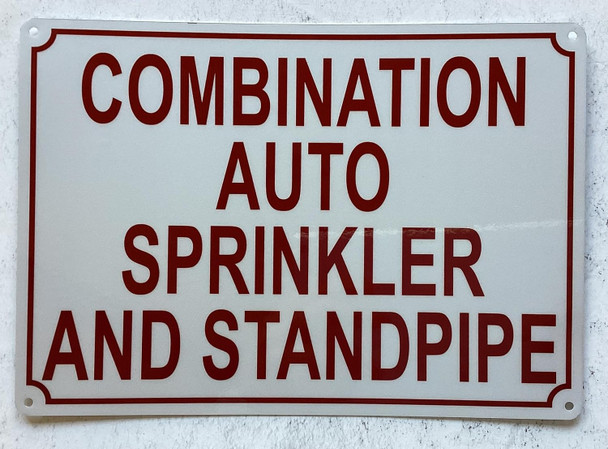 COMBINATION
AUTO
SPRINKLER
AND STANDPIPE